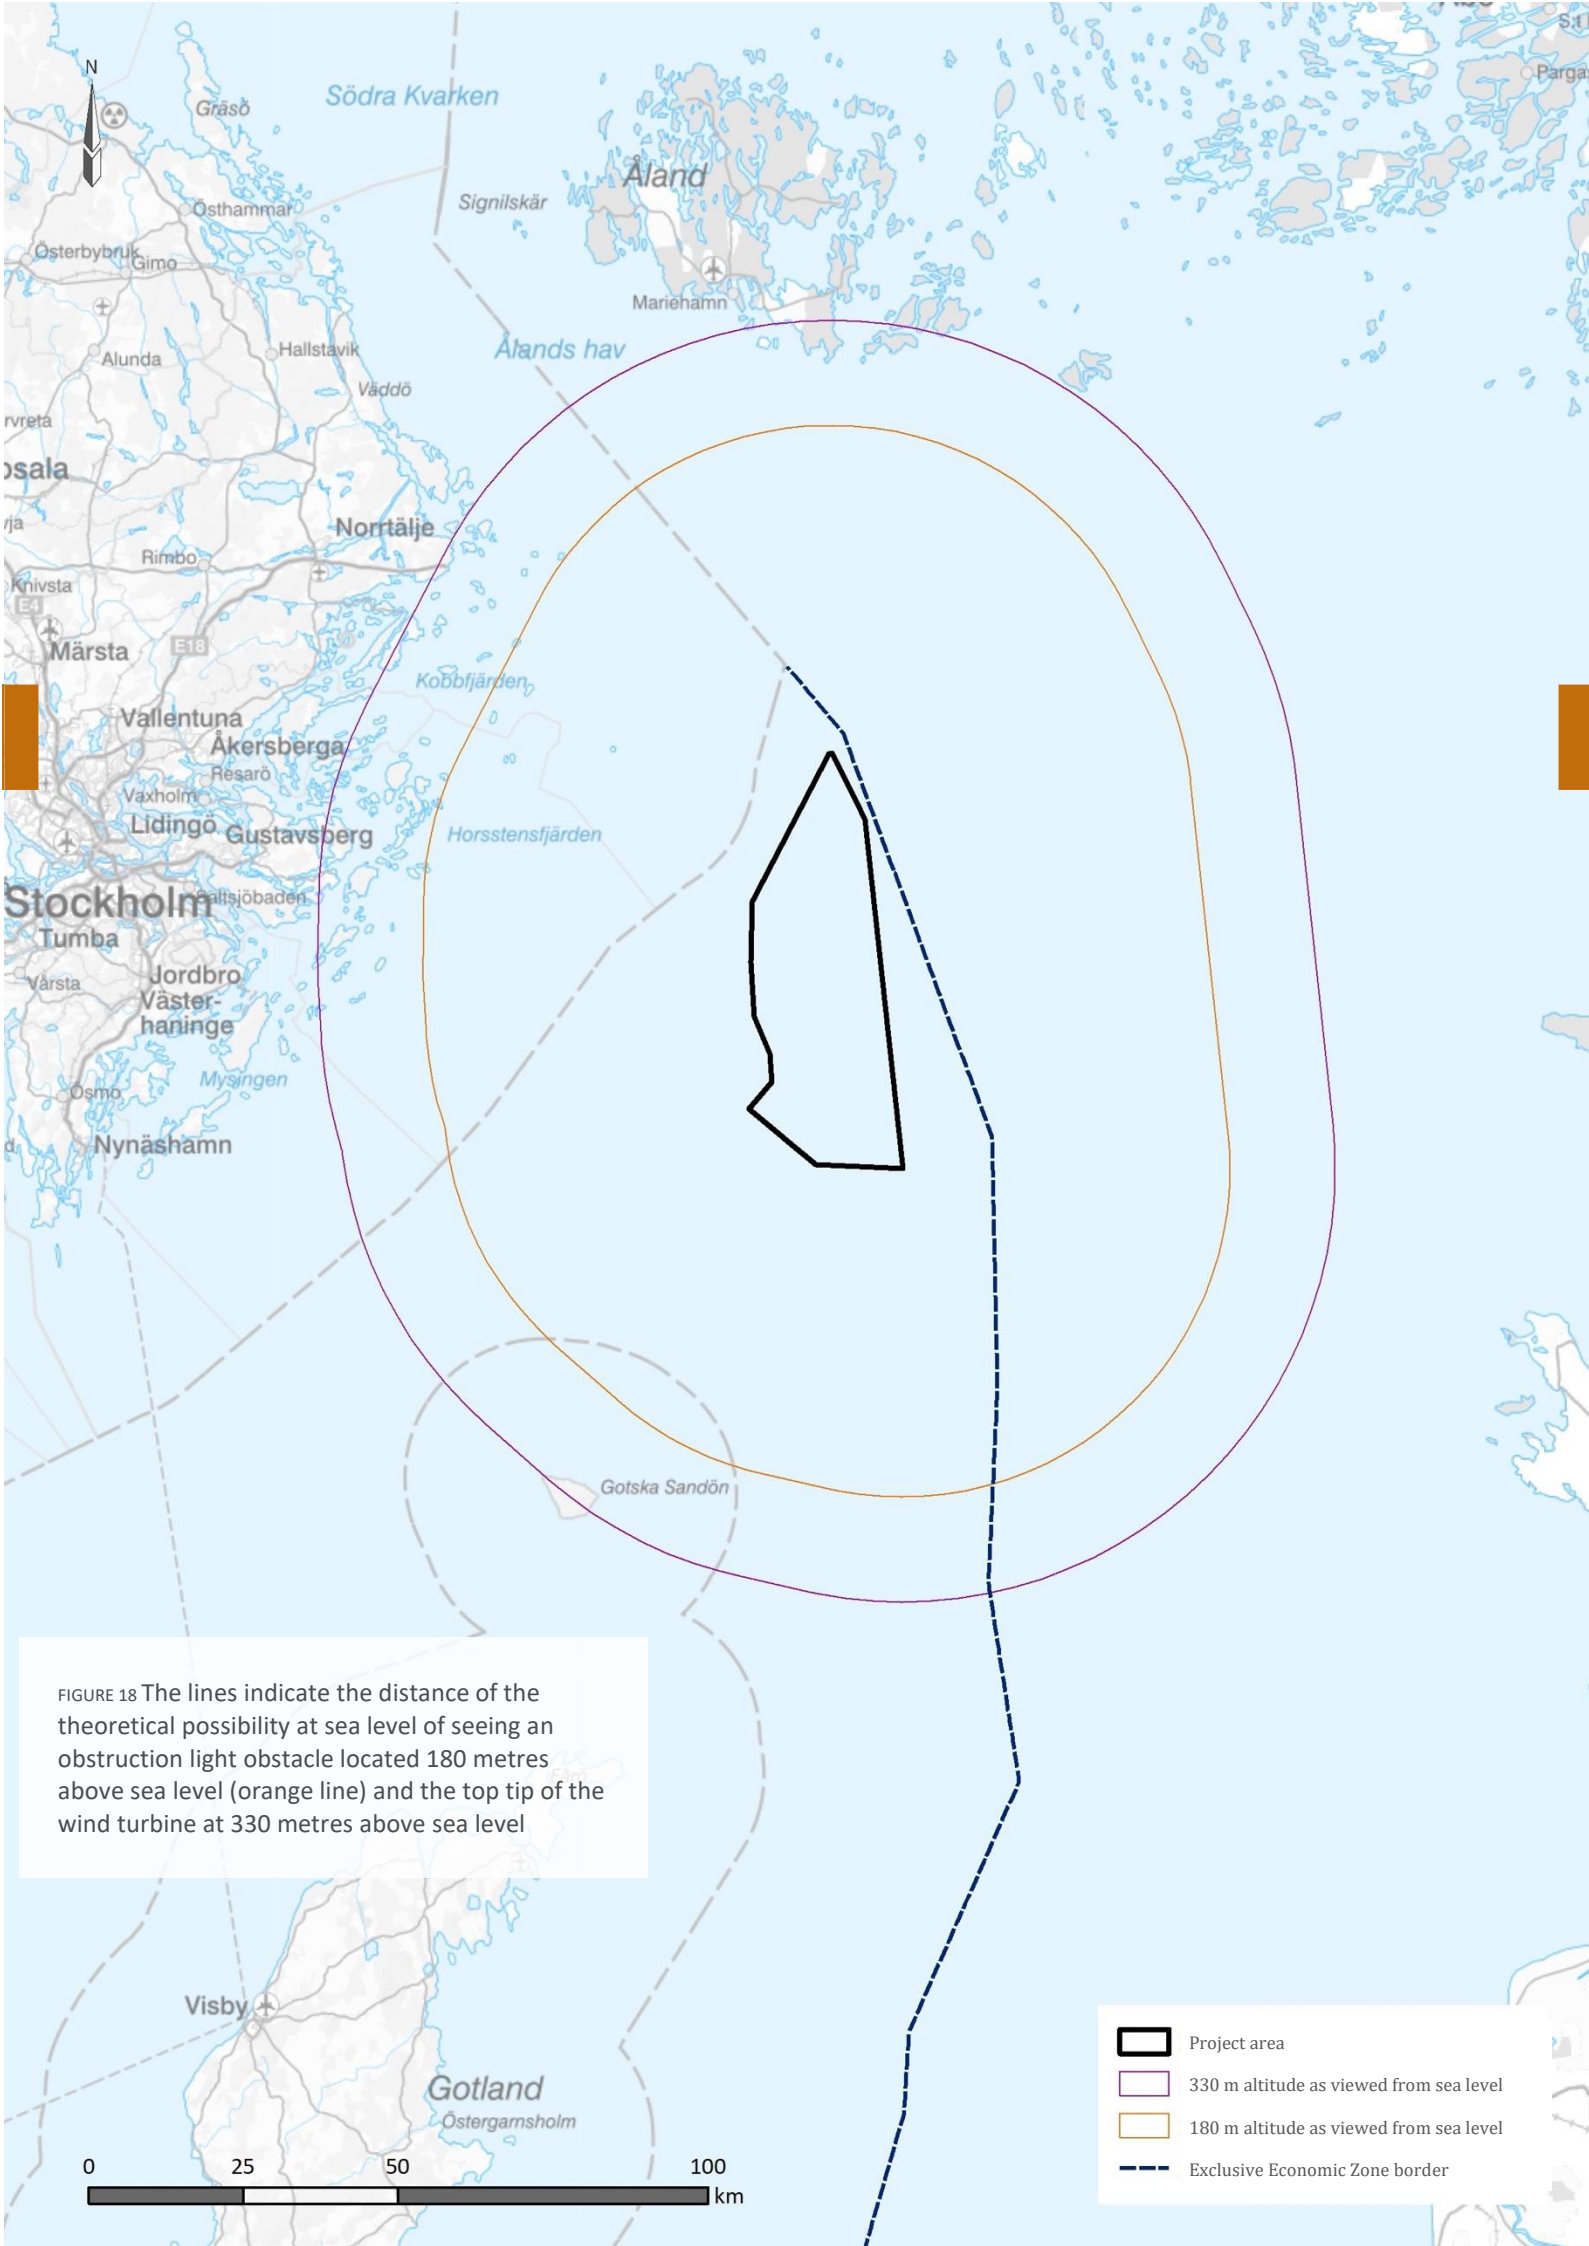 Åbo
S:t
Pargas
N
Södra Kvarken
Gräsö
Åland
Signilskär
Östhammar
Österbybruk
Gimo
Mariehamn
Ålands hav
Hallstavik
Alunda
Väddö
rvreta
psala
Norrtälje
vja
Rimbo
Knivsta
E4
E18
Märsta
Kobbfjärden
Vallentuna
Åkersberga
Resarö
Vaxholm
Lidingö
Gustavsberg
Horsstensfjärden
Stockholm
Saltsjöbaden
Tumba
Vårsta
Jordbro
Väster-
haninge
Mysingen
Ösmo
d
Nynäshamn
Gotska Sandön
FIGURE 18 The lines indicate the distance of the
theoretical possibility at sea level of seeing an
obstruction light obstacle located 180 metres
above sea level (orange line) and the top tip of the
wind turbine at 330 metres above sea level
Fårö
Visby
Gotland
Östergarnsholm
0 25 50 100
km
Project area
330 m altitude as viewed from sea level
180 m altitude as viewed from sea level
Exclusive Economic Zone border